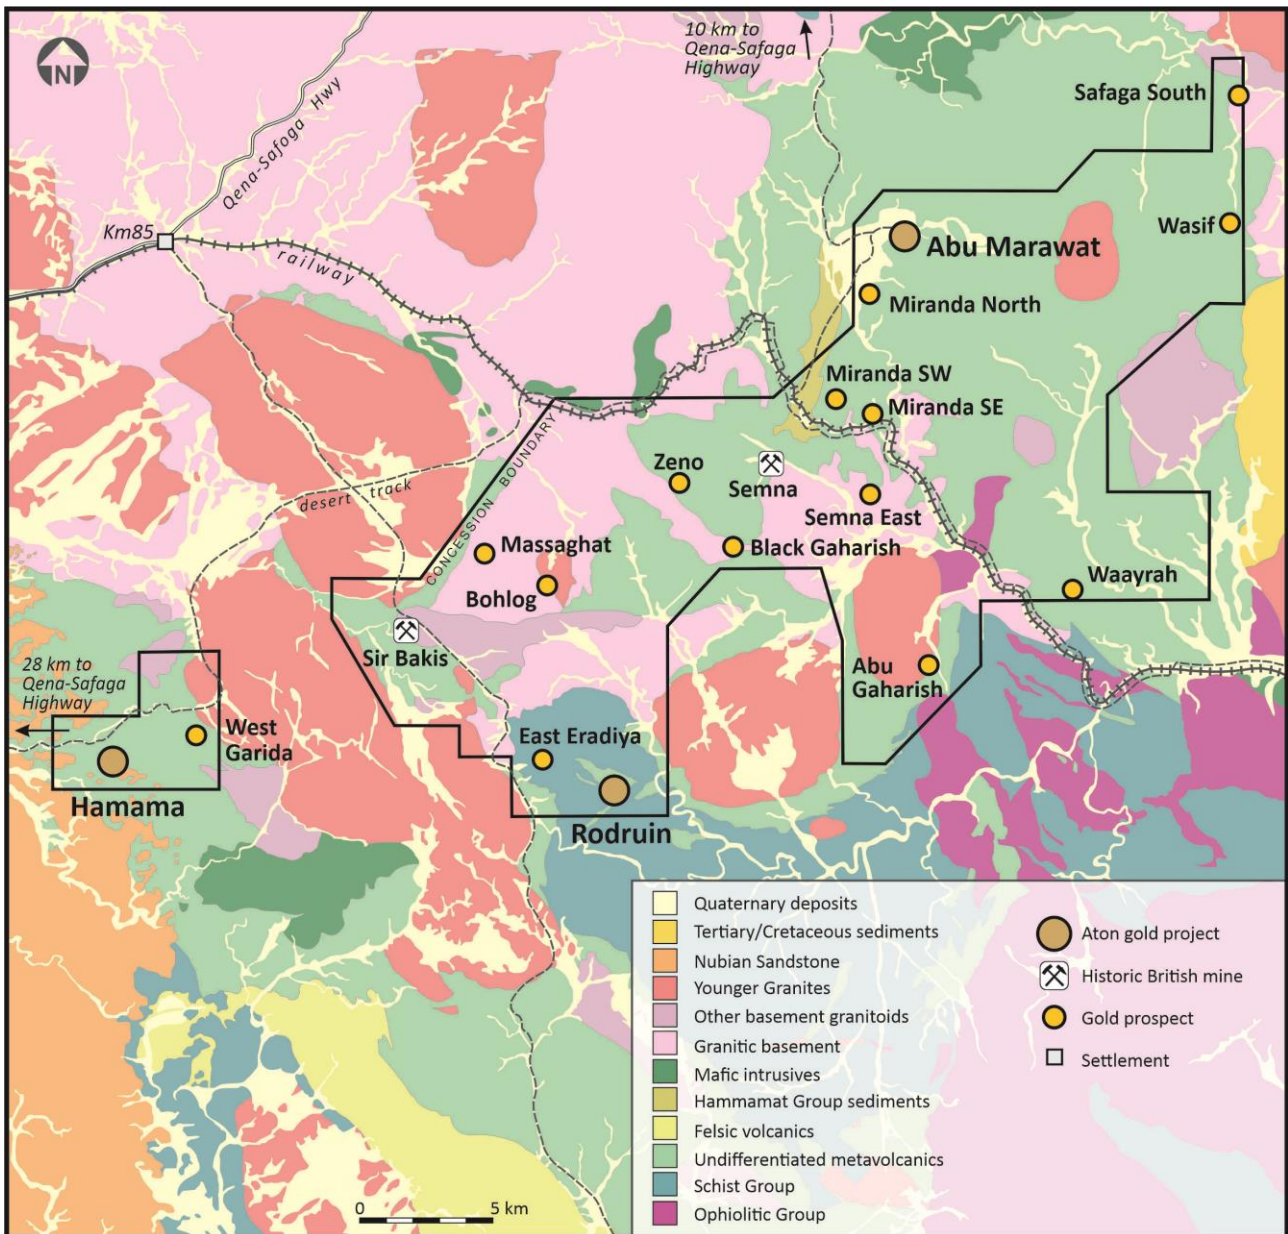 10 km to
Qena-Safaga
Highway
N
Safaga South
Qena-Safoga Hwy
Km85
railway
Wasif
Abu Marawat
Miranda North
Miranda SW
Miranda SE
CONCESSION BOUNDARY
Zeno
Semna
desert track
Semna East
Massaghat
Black Gaharish
Bohlog
Waayrah
Sir Bakis
28 km to
Qena-Safaga
Highway
Abu
Gaharish
West
Garida
East Eradiya
Hamama
Rodruin
Quaternary deposits
Tertiary/Cretaceous sediments
Nubian Sandstone
Younger Granites
Other basement granitoids
Granitic basement
Mafic intrusives
Hammamat Group sediments
Felsic volcanics
Undifferentiated metavolcanics
Schist Group
Ophiolitic Group
Aton gold project
Historic British mine
Gold prospect
Settlement
0 5 km